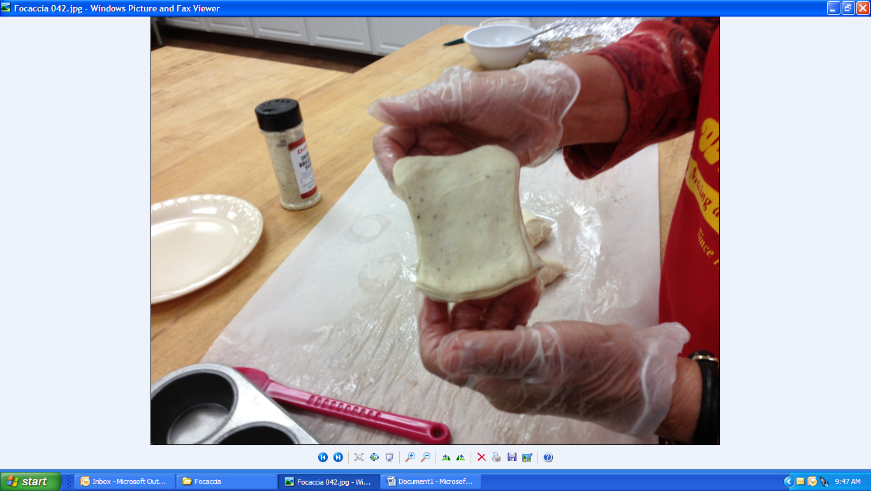 Focaccia 042.jpg - Windows Picture and Fax Viewer
Since
start
Inbox - Microsoft Out...
Focaccia
Focaccia 042.jpg - Wi...
Document1 - Microsof...
9:47 AM